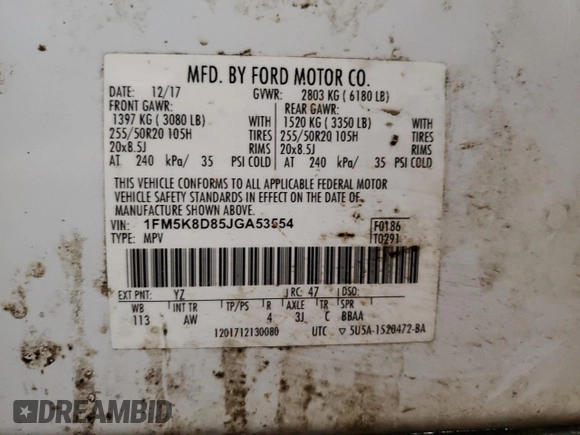 MFD. BY FORD MOTOR CO.
DATE: 12/17 GVWR: 2803 KG ( 6180 LB)
FRONT GAWR: REAR GAWR:
1397 KG ( 3080 LB) WITH 1520 KG ( 3350 LB) WITH
255/50R20 105H TIRES 255/50R20 105H TIRES
20x8.5J RIMS 20x8.5J RIMS
AT 240 kPa/ 35 PSI COLD AT 240 kPa/ 35 PSI COLD
THIS VEHICLE CONFORMS TO ALL APPLICABLE FEDERAL MOTOR
VEHICLE SAFETY STANDARDS IN EFFECT ON THE DATE OF
MANUFACTURE SHOWN ABOVE.
VIN: 1FM5K8D85JGA53554 F0186
TYPE: MPV T0291
EXT PNT: YZ RC: 47 DSO:
WB INT TR TP/PS R AXLE TR SPR
113 AW 4 3J C BBAA
1201712130080 UTC ▽ 5U5A-1520472-BA
DREAMBID